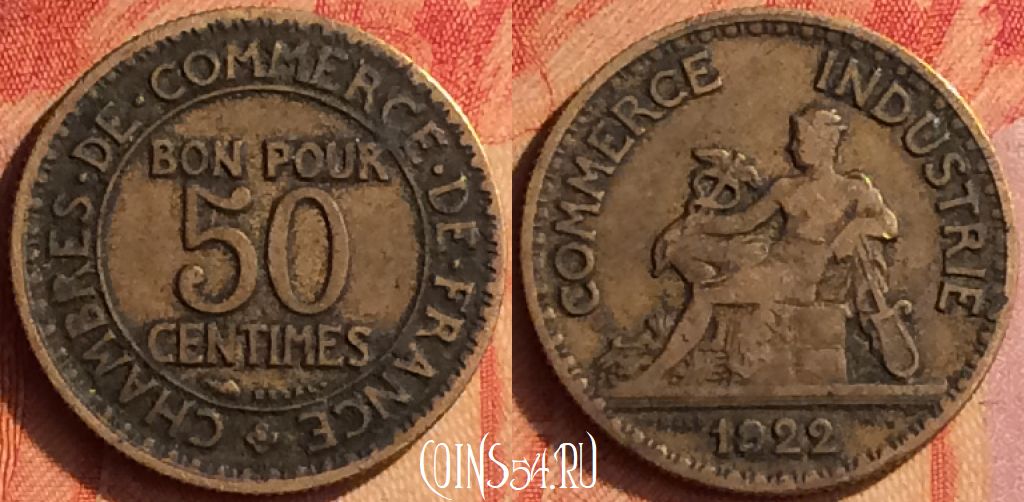 CHAMBRES · DE · COMMERCE · DE · FRANCE
BON POUR
50
CENTIMES
COMMERCE INDUSTRIE
1922
COINS54.RU